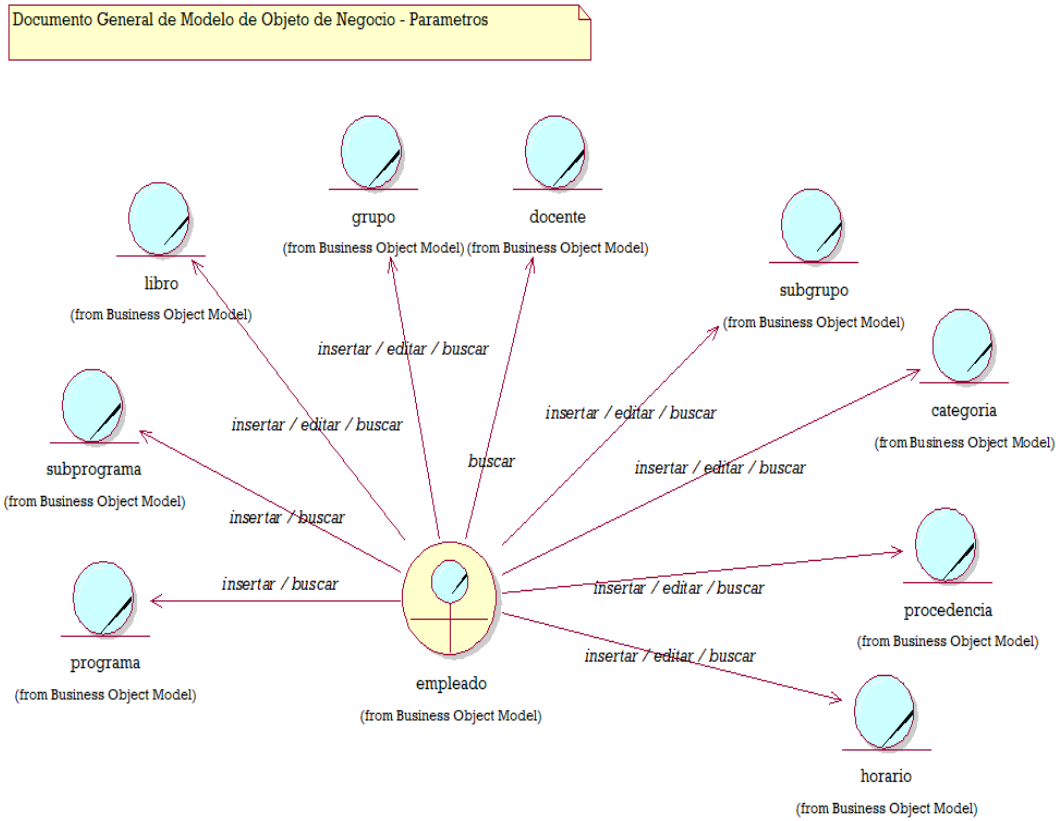 Documento General de Modelo de Objeto de Negocio - Parametros
grupo
(from Business Object Model)
docente
(from Business Object Model)
libro
(from Business Object Model)
subgrupo
(from Business Object Model)
insertar / editar / buscar
categoria
(from Business Object Model)
insertar / editar / buscar
insertar / editar / buscar
buscar
insertar / editar / buscar
subprograma
(from Business Object Model)
insertar / buscar
insertar / buscar
insertar / editar / buscar
procedencia
(from Business Object Model)
programa
(from Business Object Model)
insertar / editar / buscar
empleado
(from Business Object Model)
horario
(from Business Object Model)